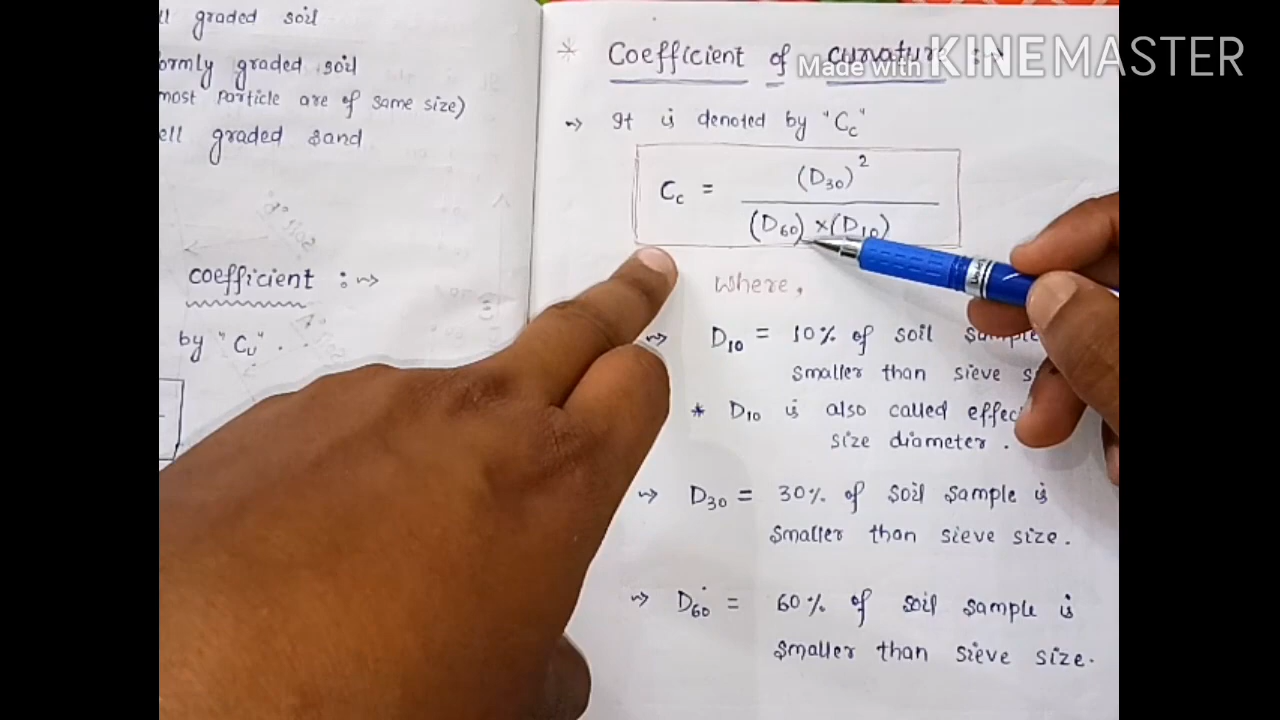 graded soil
graded soil
most particle are of same size)
graded sand
coefficient :⇝
by "Cu".
* Coefficient of curvature :-
Made with KINEMASTER
⇝ It is denoted by "Cc"
Cc = (D30)²
(D60) × (D10)
where,
⇝ D10 = 10% of soil sample
smaller than sieve
* D10 is also called
size diameter.
⇝ D30 = 30% of soil sample is
smaller than sieve size.
⇝ D60 = 60% of soil sample is
smaller than sieve size.